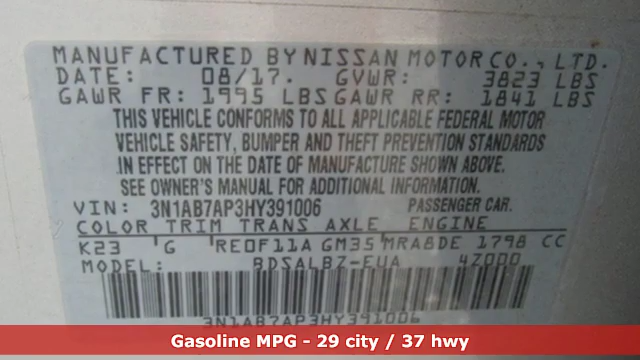 MANUFACTURED BY NISSAN MOTOR CO., LTD.
DATE: 08/17. GVWR: 3823 LBS
GAWR FR: 1995 LBS GAWR RR: 1841 LBS
THIS VEHICLE CONFORMS TO ALL APPLICABLE FEDERAL MOTOR
VEHICLE SAFETY, BUMPER AND THEFT PREVENTION STANDARDS
IN EFFECT ON THE DATE OF MANUFACTURE SHOWN ABOVE.
SEE OWNER'S MANUAL FOR ADDITIONAL INFORMATION.
VIN: 3N1AB7AP3HY391006 PASSENGER CAR.
COLOR TRIM TRANS AXLE ENGINE
K23 G RE0F11A GM35 MRA8DE 1798 CC
MODEL: BDSALBZ-EUA 4Z000
3N1AB7AP3HY391006
Gasoline MPG - 29 city / 37 hwy